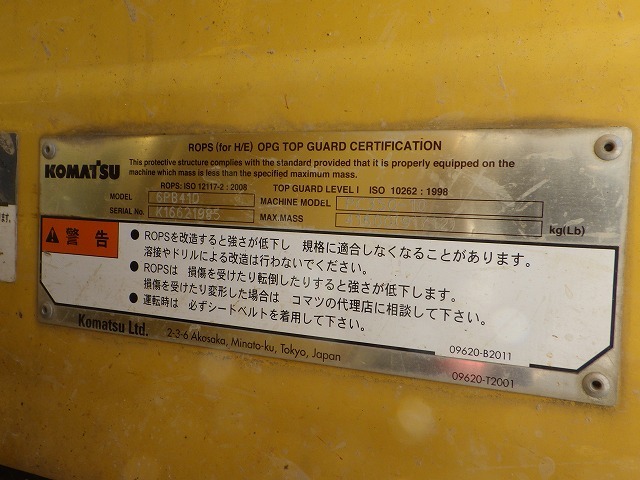 ROPS (for H/E) OPG TOP GUARD CERTIFICATION
KOMATSU
This protective structure complies with the standard provided that it is properly equipped on the
machine which mass is less than the specified maximum mass.
ROPS: ISO 12117-2 : 2008 TOP GUARD LEVEL I ISO 10262 : 1998
MODEL MACHINE MODEL
SERIAL No. K16621985 MAX.MASS kg(Lb)
警告
● ROPSを改造すると強さが低下し 規格に適合しなくなることがあります。
溶接やドリルによる改造は行わないでください。
● ROPSは 損傷を受けたり転倒したりすると強さが低下します。
損傷を受けたり変形した場合は コマツの代理店に相談して下さい。
● 運転時は 必ずシートベルトを着用して下さい。
09620-B2011
Komatsu Ltd. 2-3-6 Akasaka, Minato-ku, Tokyo, Japan
09620-T2001
ます。